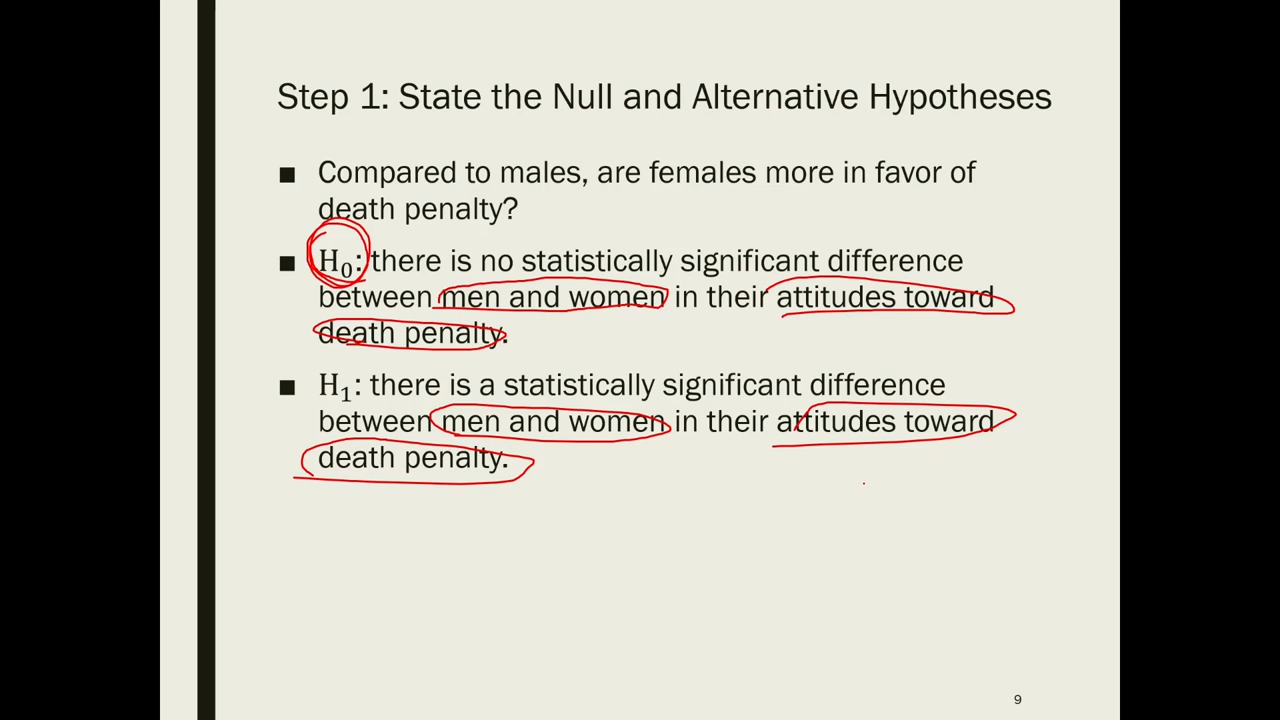 Step 1: State the Null and Alternative Hypotheses
■ Compared to males, are females more in favor of
death penalty?
■ H₀: there is no statistically significant difference
between men and women in their attitudes toward
death penalty.
■ H₁: there is a statistically significant difference
between men and women in their attitudes toward
death penalty.
9